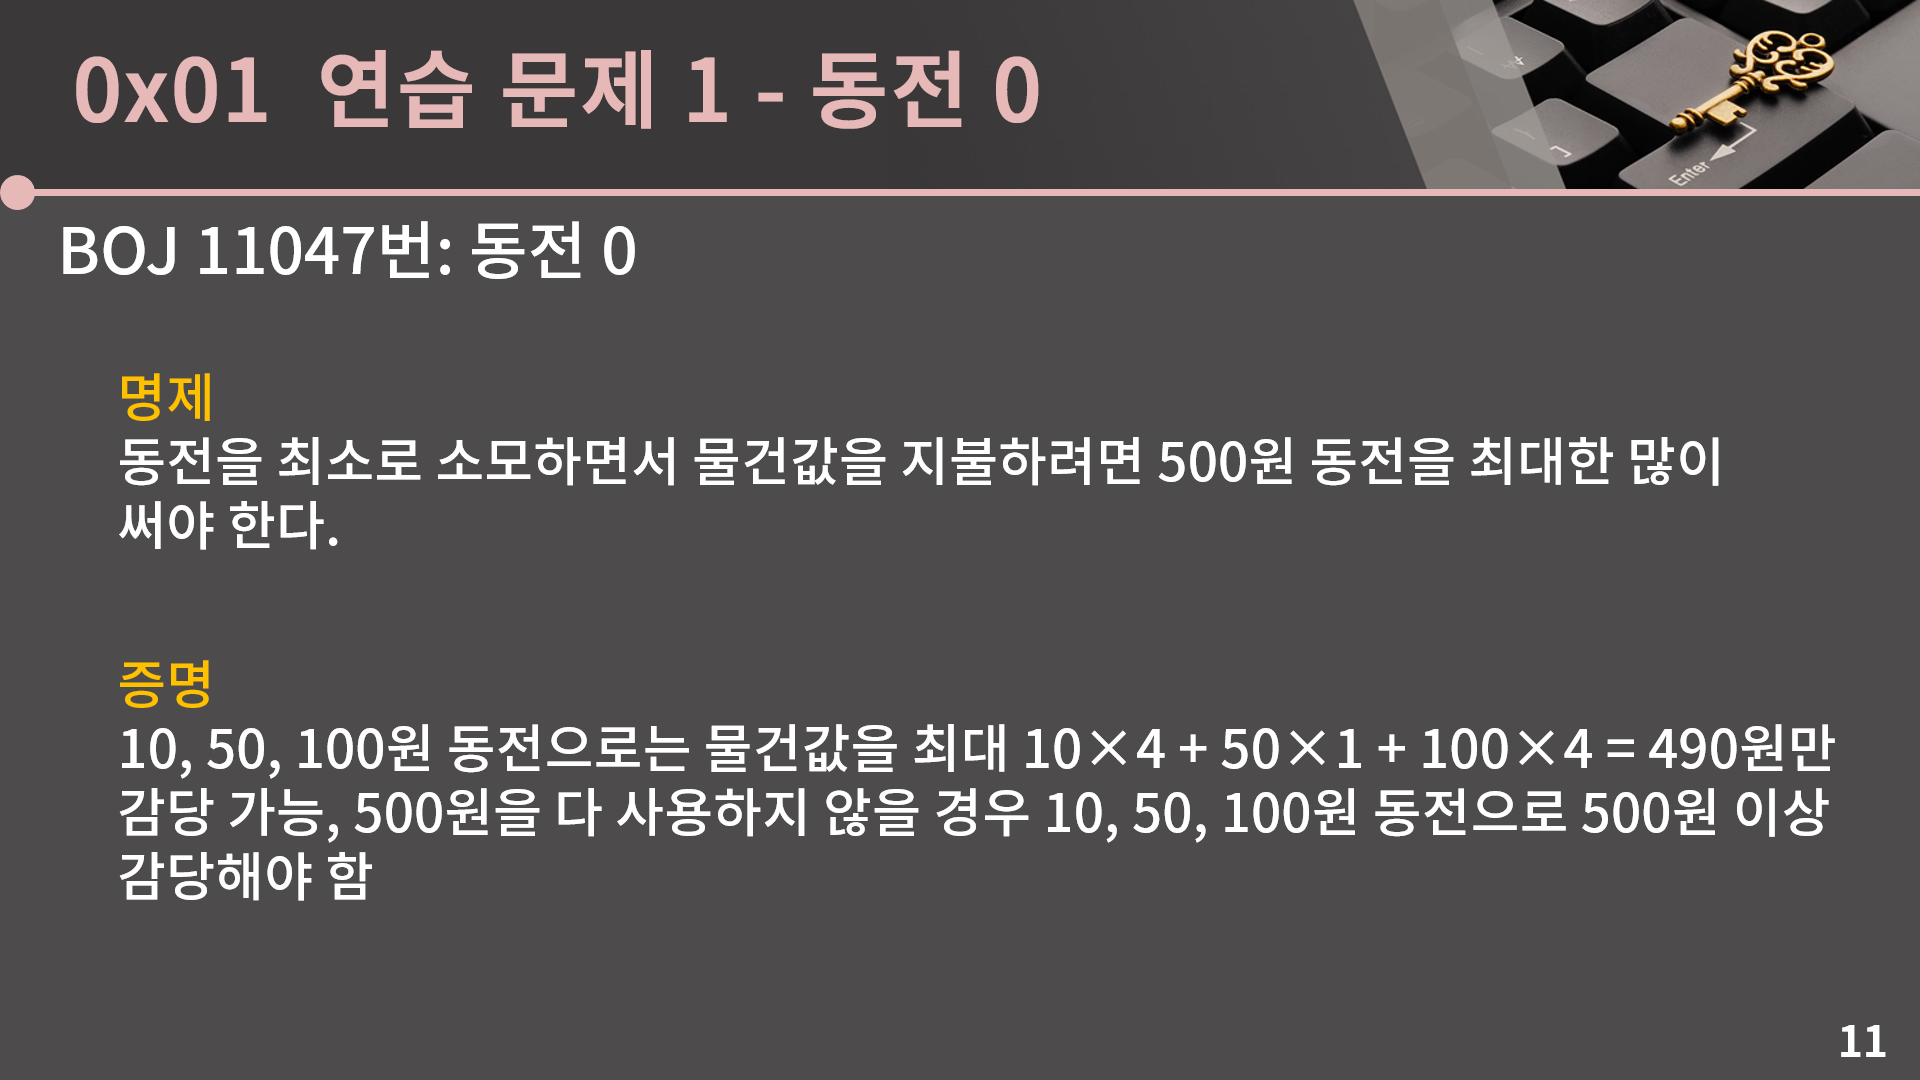 0x01 연습 문제 1 - 동전 0
Enter
BOJ 11047번: 동전 0
명제
동전을 최소로 소모하면서 물건값을 지불하려면 500원 동전을 최대한 많이
써야 한다.
증명
10, 50, 100원 동전으로는 물건값을 최대 10×4 + 50×1 + 100×4 = 490원만
감당 가능, 500원을 다 사용하지 않을 경우 10, 50, 100원 동전으로 500원 이상
감당해야 함
11